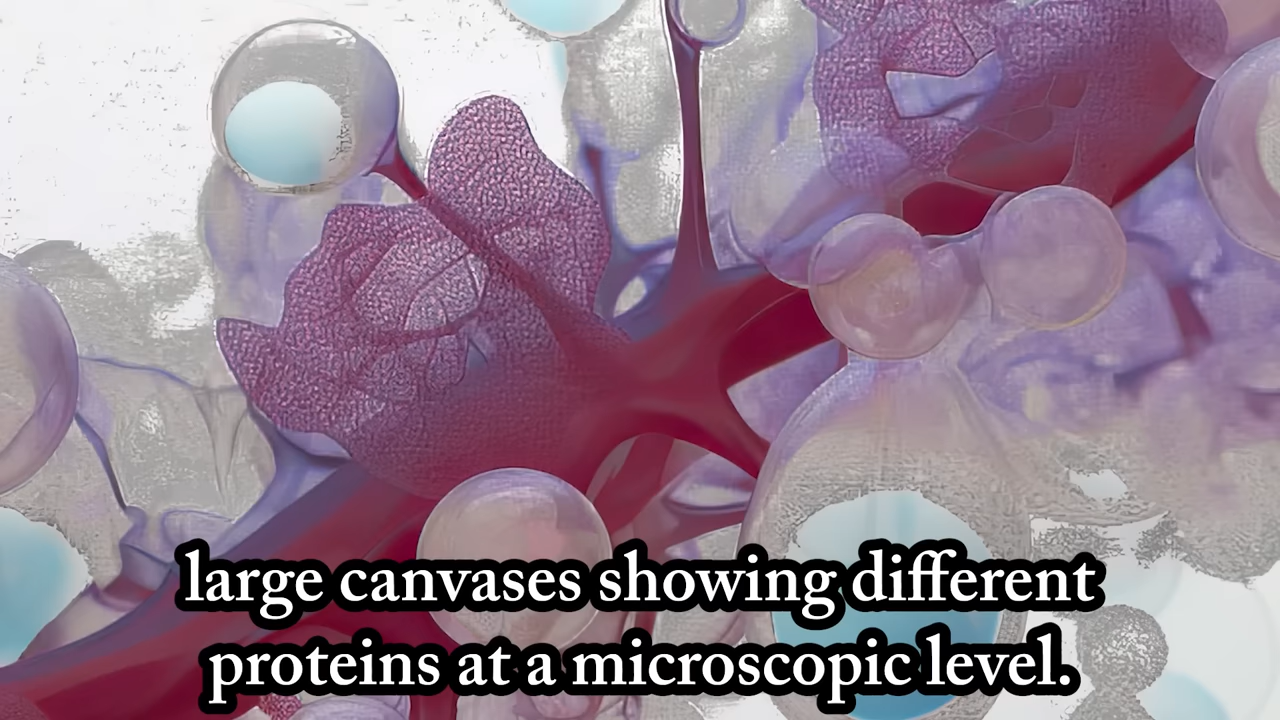 large canvases showing different
proteins at a microscopic level.